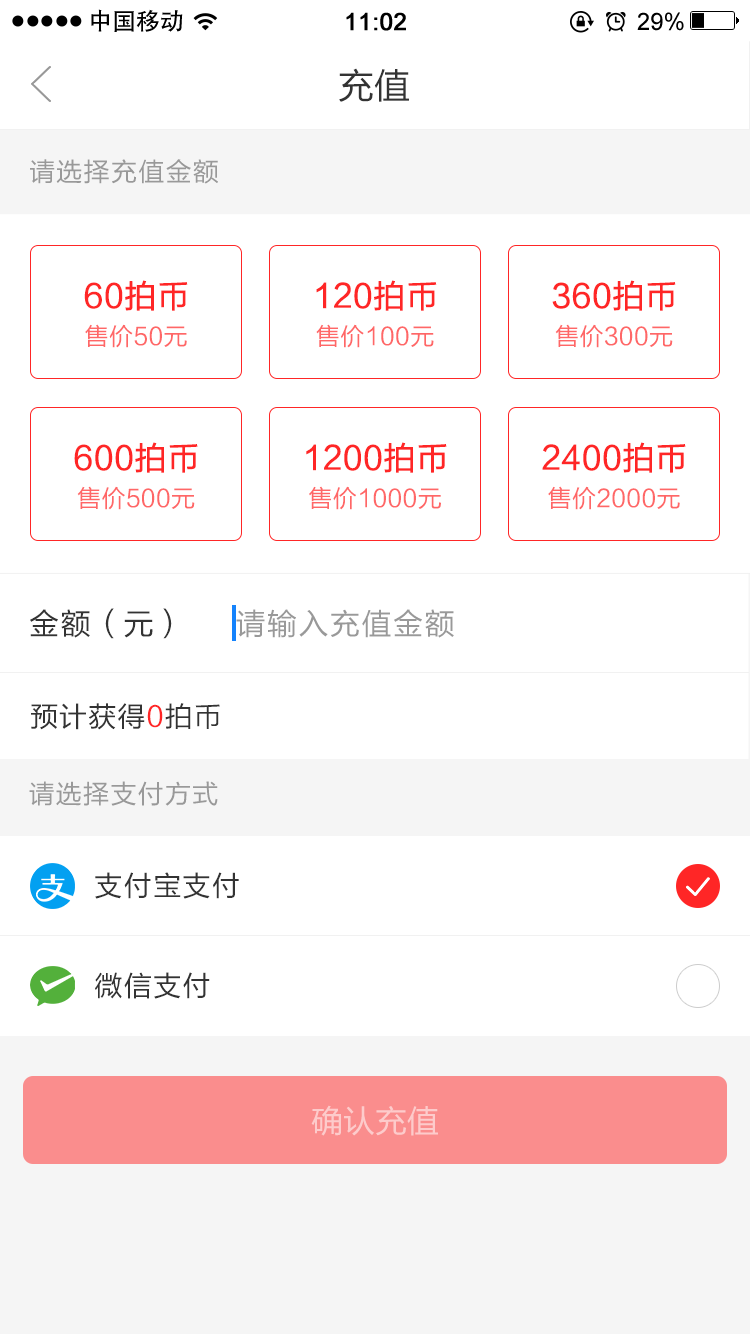 中国移动 11:02 29%
充值
请选择充值金额
60拍币 120拍币 360拍币
售价50元 售价100元 售价300元
600拍币 1200拍币 2400拍币
售价500元 售价1000元 售价2000元
金额（元） 请输入充值金额
预计获得0拍币
请选择支付方式
支 支付宝支付
微信支付
确认充值